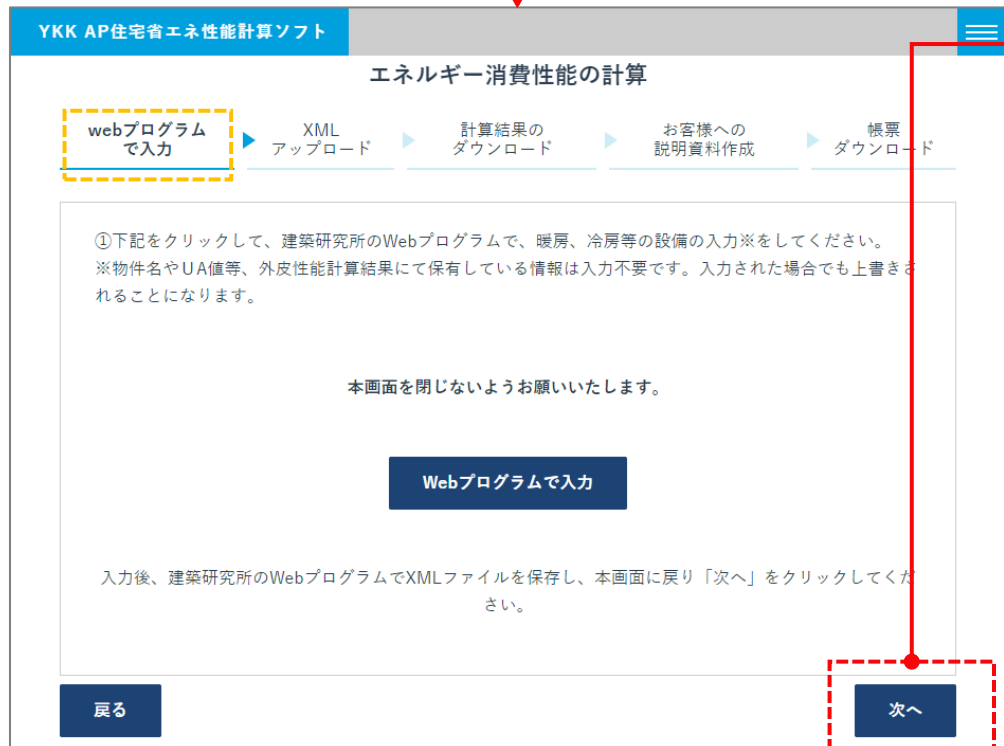 YKK AP住宅省エネ性能計算ソフト
エネルギー消費性能の計算
webプログラム
で入力
XML
アップロード
計算結果の
ダウンロード
お客様への
説明資料作成
帳票
ダウンロード
①下記をクリックして、建築研究所のWebプログラムで、暖房、冷房等の設備の入力※をしてください。
※物件名やUA値等、外皮性能計算結果にて保有している情報は入力不要です。入力された場合でも上書きさ
れることになります。
本画面を閉じないようお願いいたします。
Webプログラムで入力
入力後、建築研究所のWebプログラムでXMLファイルを保存し、本画面に戻り「次へ」をクリックしてくだ
さい。
戻る
次へ